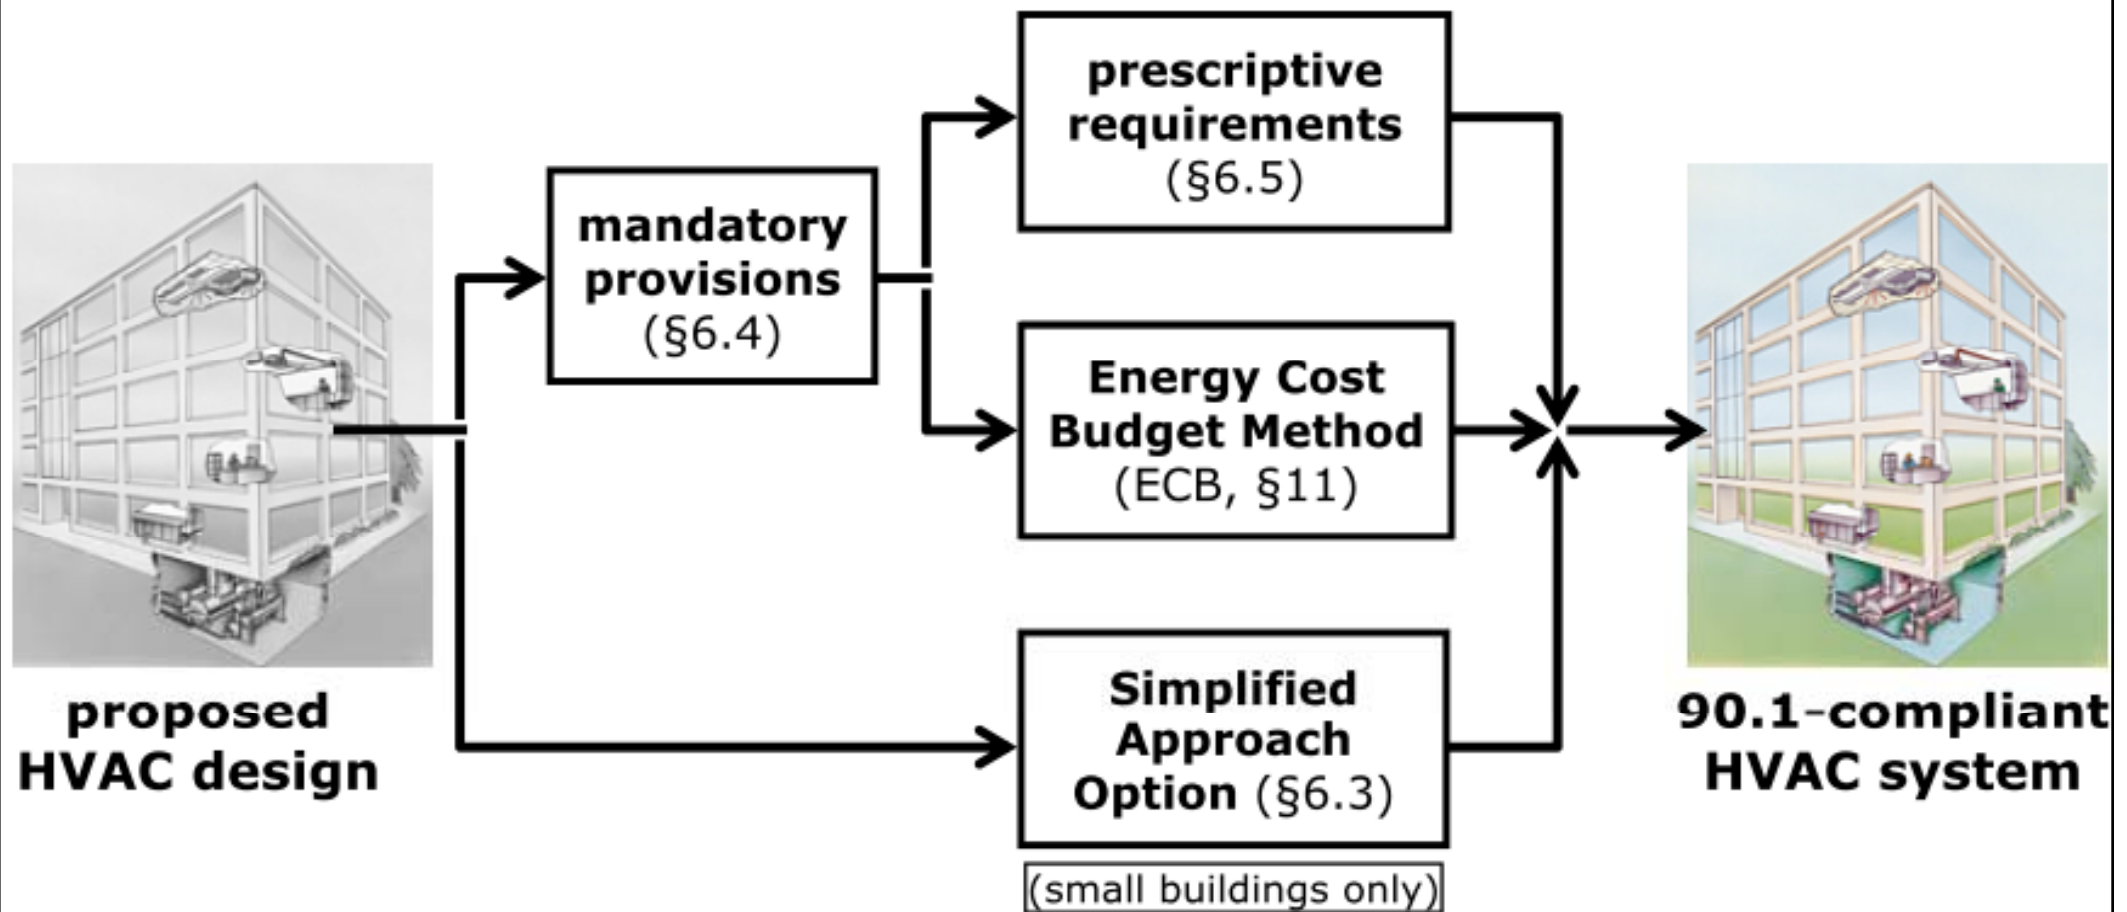 proposed
HVAC design
mandatory
provisions
(§6.4)
prescriptive
requirements
(§6.5)
Energy Cost
Budget Method
(ECB, §11)
Simplified
Approach
Option (§6.3)
(small buildings only)
90.1-compliant
HVAC system